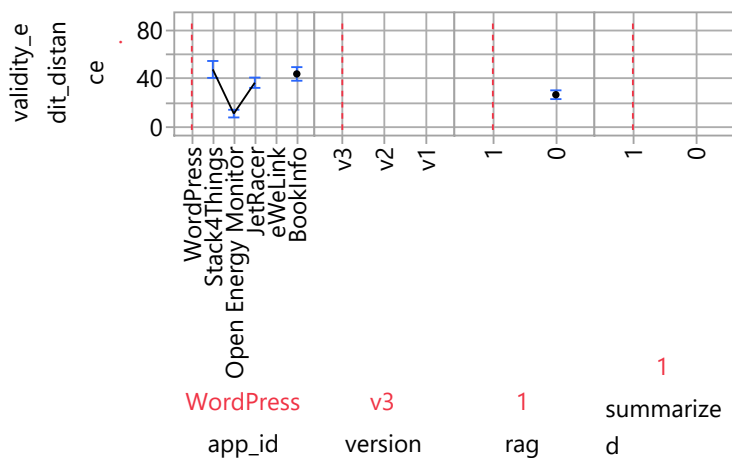 validity_e
dit_distan
ce
80
40
0
WordPress
Stack4Things
Open Energy Monitor
JetRacer
eWeLink
BookInfo
v3
v2
v1
1
0
1
0
WordPress
v3
1
1
app_id
version
rag
summarize
d